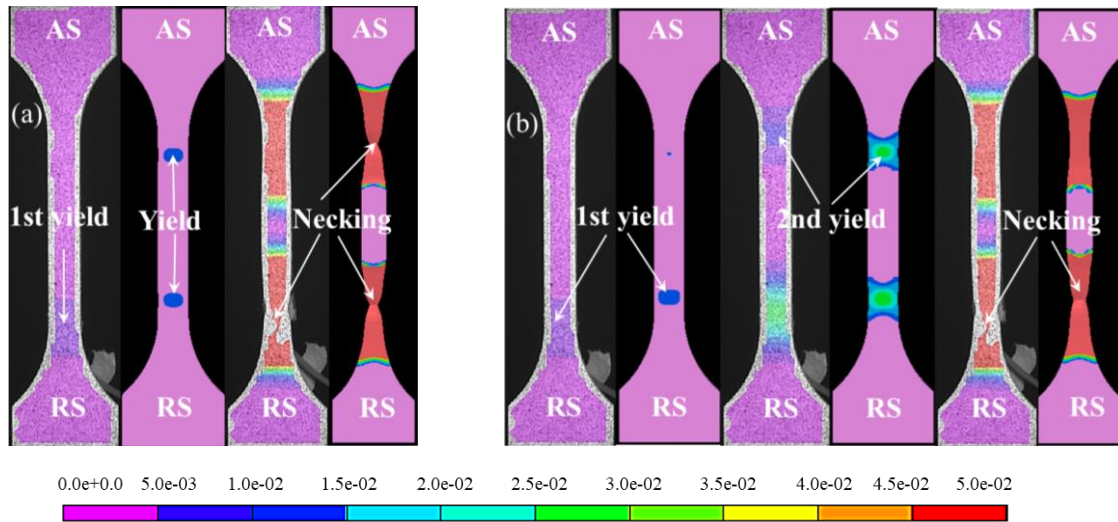 AS AS AS AS
(a)
1st yield Yield Necking
RS RS RS RS
AS AS AS AS AS AS
(b)
1st yield 2nd yield Necking
RS RS RS RS RS RS
0.0e+0.0 5.0e-03 1.0e-02 1.5e-02 2.0e-02 2.5e-02 3.0e-02 3.5e-02 4.0e-02 4.5e-02 5.0e-02